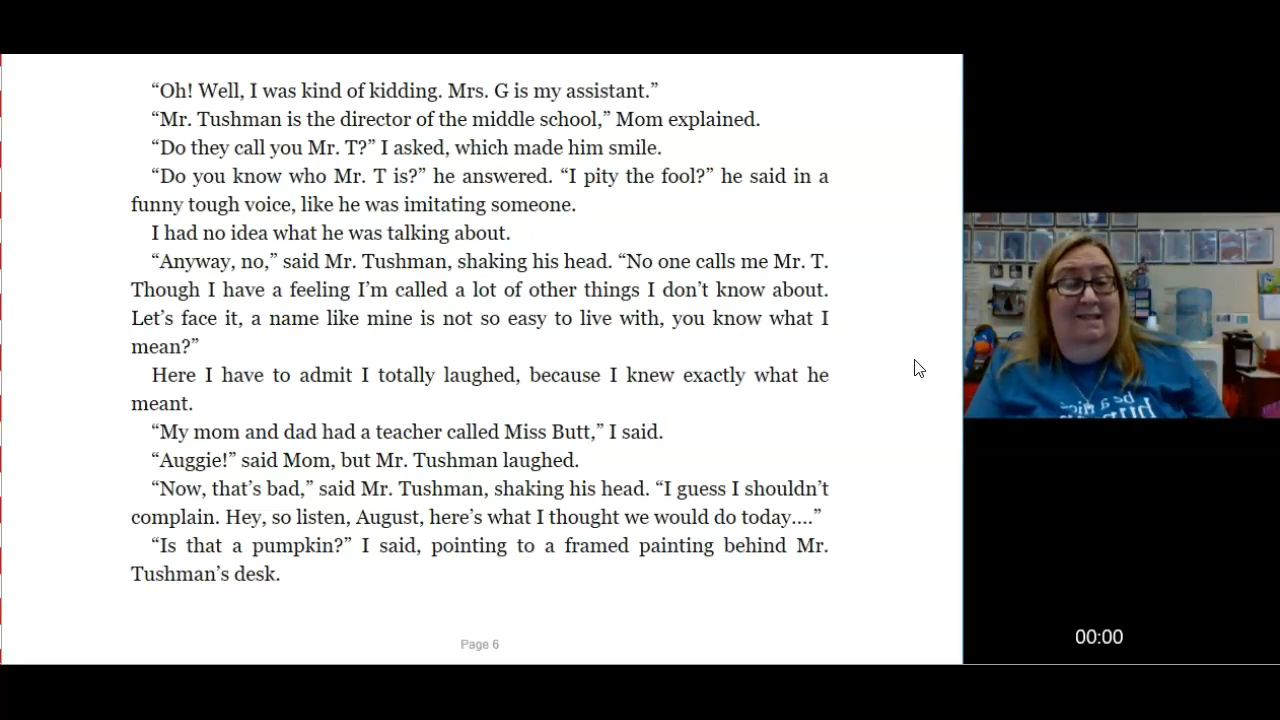 “Oh! Well, I was kind of kidding. Mrs. G is my assistant.”
“Mr. Tushman is the director of the middle school,” Mom explained.
“Do they call you Mr. T?” I asked, which made him smile.
“Do you know who Mr. T is?” he answered. “I pity the fool?” he said in a
funny tough voice, like he was imitating someone.
I had no idea what he was talking about.
“Anyway, no,” said Mr. Tushman, shaking his head. “No one calls me Mr. T.
Though I have a feeling I’m called a lot of other things I don’t know about.
Let’s face it, a name like mine is not so easy to live with, you know what I
mean?”
Here I have to admit I totally laughed, because I knew exactly what he
meant.
“My mom and dad had a teacher called Miss Butt,” I said.
“Auggie!” said Mom, but Mr. Tushman laughed.
“Now, that’s bad,” said Mr. Tushman, shaking his head. “I guess I shouldn’t
complain. Hey, so listen, August, here’s what I thought we would do today....”
“Is that a pumpkin?” I said, pointing to a framed painting behind Mr.
Tushman’s desk.
Page 6
be a nice
00:00